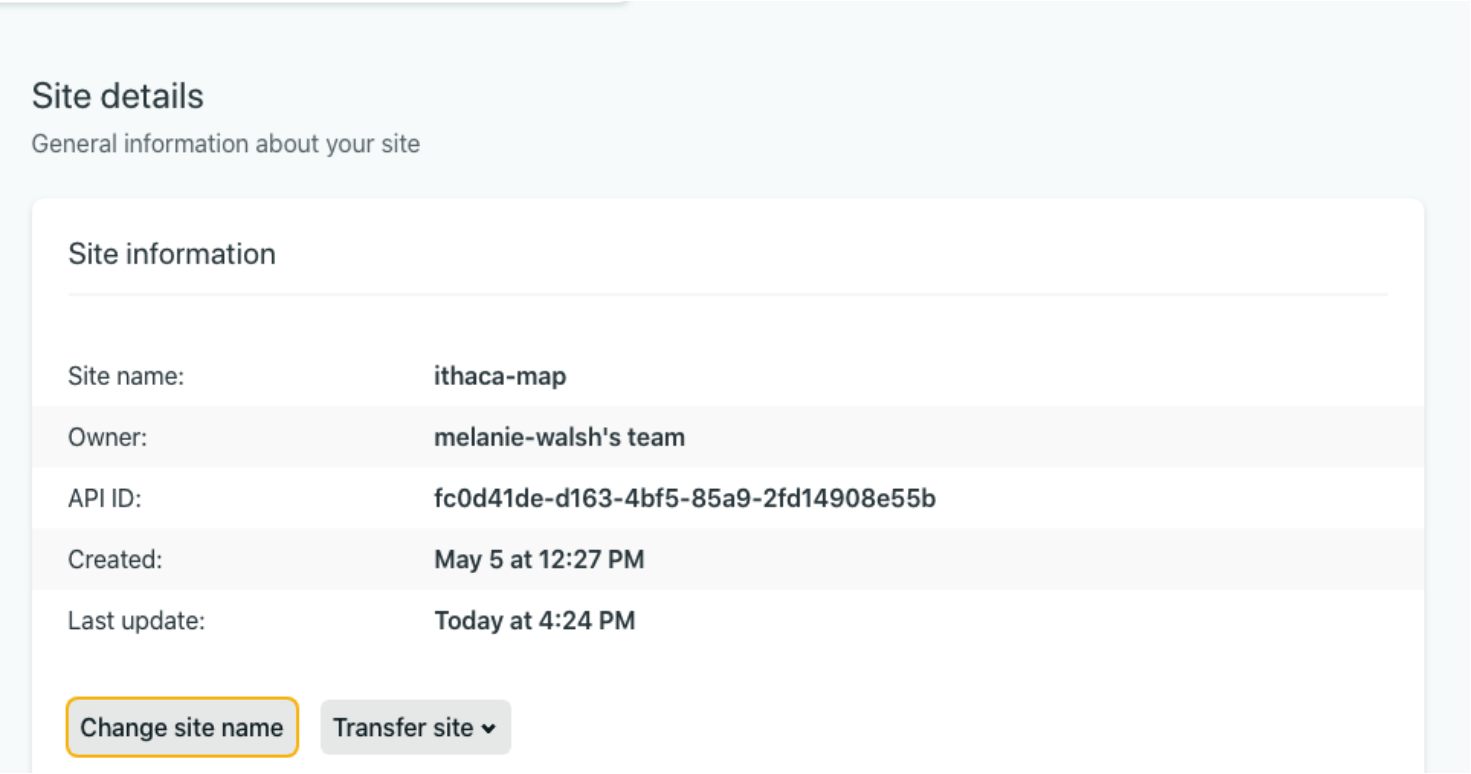 Site details
General information about your site
Site information
Site name: ithaca-map
Owner: melanie-walsh's team
API ID: fc0d41de-d163-4bf5-85a9-2fd14908e55b
Created: May 5 at 12:27 PM
Last update: Today at 4:24 PM
Change site name Transfer site